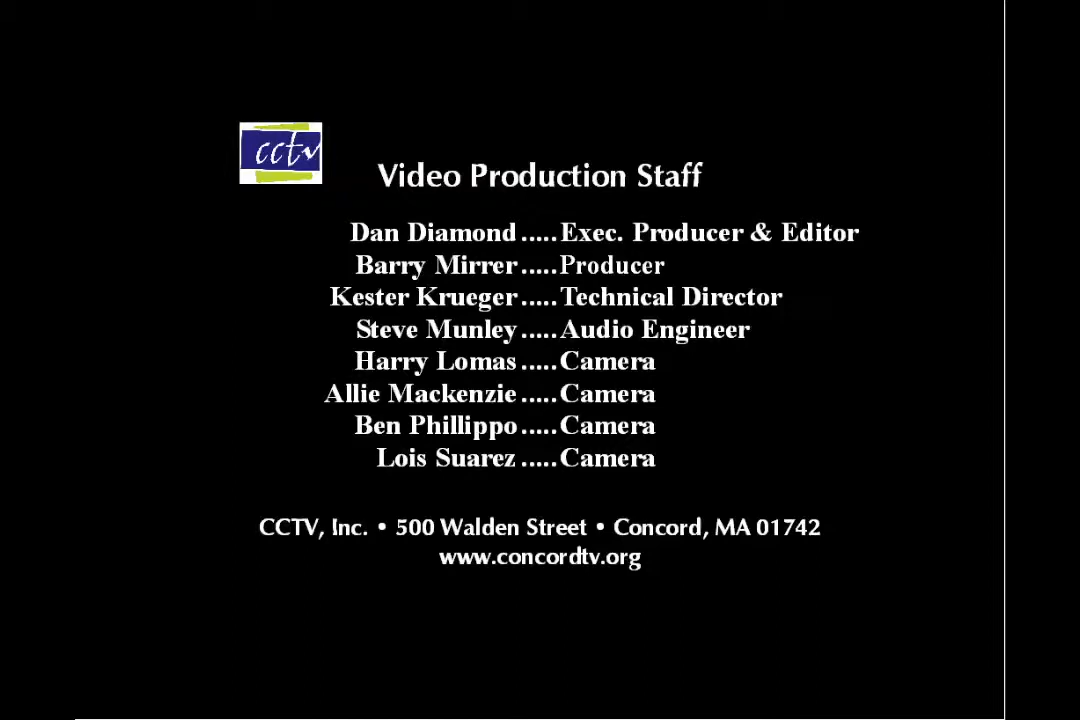 cctv
Video Production Staff
Dan Diamond.....Exec. Producer & Editor
Barry Mirrer.....Producer
Kester Krueger.....Technical Director
Steve Munley.....Audio Engineer
Harry Lomas.....Camera
Allie Mackenzie.....Camera
Ben Phillippo.....Camera
Lois Suarez.....Camera
CCTV, Inc. • 500 Walden Street • Concord, MA 01742
www.concordtv.org